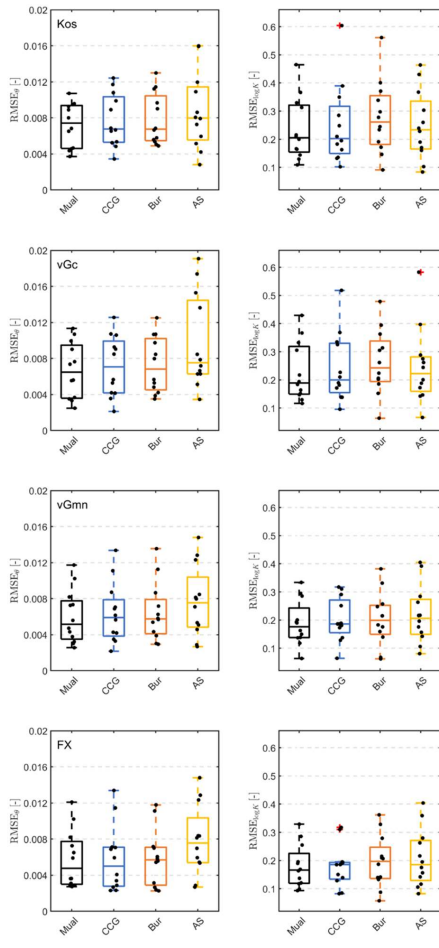 Kos
0.02
0.016
0.012
0.008
0.004
0
RMSE_θ [-]
Mual CCG Bur AS
0.6
0.5
0.4
0.3
0.2
0.1
RMSE_logK [-]
Mual CCG Bur AS
vGc
0.02
0.016
0.012
0.008
0.004
0
RMSE_θ [-]
Mual CCG Bur AS
0.6
0.5
0.4
0.3
0.2
0.1
RMSE_logK [-]
Mual CCG Bur AS
vGmn
0.02
0.016
0.012
0.008
0.004
0
RMSE_θ [-]
Mual CCG Bur AS
0.6
0.5
0.4
0.3
0.2
0.1
RMSE_logK [-]
Mual CCG Bur AS
FX
0.02
0.016
0.012
0.008
0.004
0
RMSE_θ [-]
Mual CCG Bur AS
0.6
0.5
0.4
0.3
0.2
0.1
RMSE_logK [-]
Mual CCG Bur AS